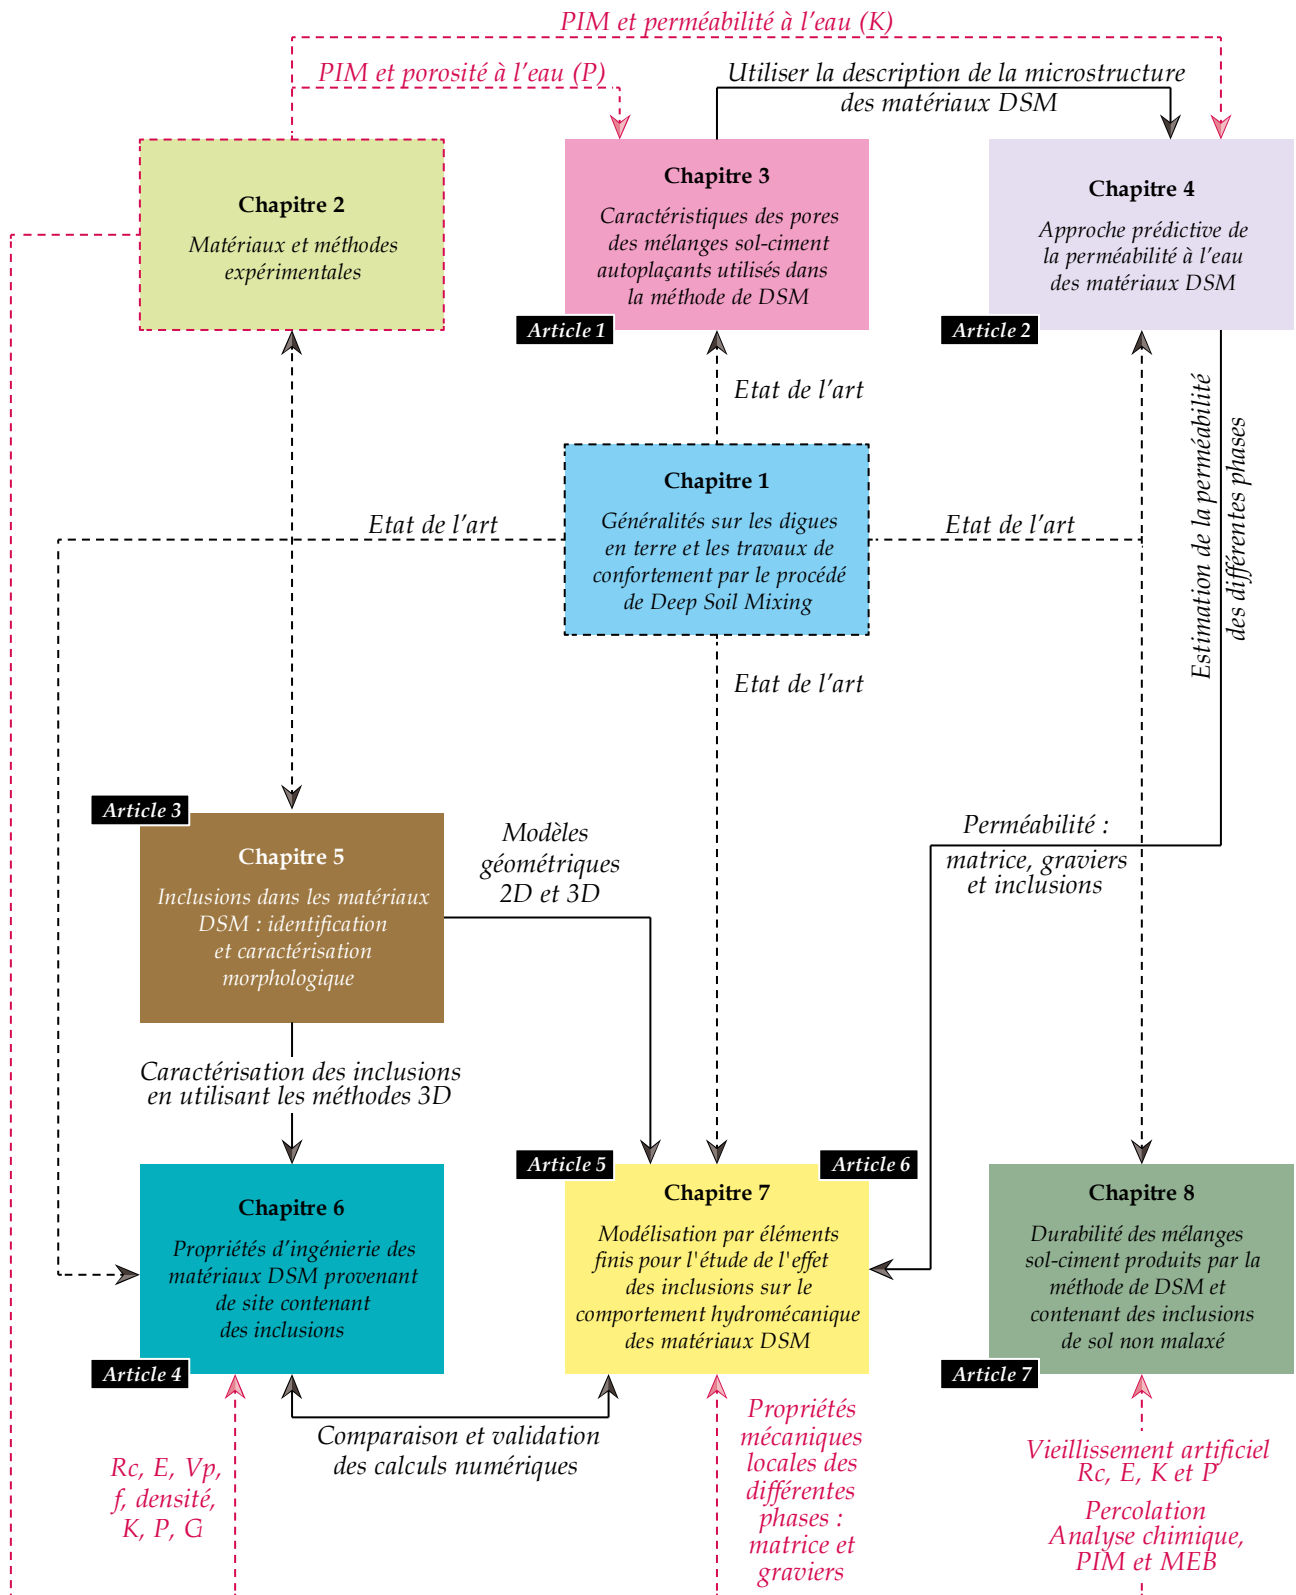 PIM et perméabilité à l'eau (K)
PIM et porosité à l'eau (P)
Utiliser la description de la microstructure
des matériaux DSM
Chapitre 2
Matériaux et méthodes
expérimentales
Chapitre 3
Caractéristiques des pores
des mélanges sol-ciment
autoplaçants utilisés dans
la méthode de DSM
Article 1
Chapitre 4
Approche prédictive de
la perméabilité à l'eau
des matériaux DSM
Article 2
Etat de l'art
Chapitre 1
Généralités sur les digues
en terre et les travaux de
confortement par le procédé
de Deep Soil Mixing
Etat de l'art
Etat de l'art
Etat de l'art
Estimation de la perméabilité
des différentes phases
Article 3
Chapitre 5
Inclusions dans les matériaux
DSM : identification
et caractérisation
morphologique
Modèles
géométriques
2D et 3D
Perméabilité :
matrice, graviers
et inclusions
Caractérisation des inclusions
en utilisant les méthodes 3D
Chapitre 6
Propriétés d'ingénierie des
matériaux DSM provenant
de site contenant
des inclusions
Article 4
Article 5
Article 6
Chapitre 7
Modélisation par éléments
finis pour l'étude de l'effet
des inclusions sur le
comportement hydromécanique
des matériaux DSM
Chapitre 8
Durabilité des mélanges
sol-ciment produits par la
méthode de DSM et
contenant des inclusions
de sol non malaxé
Article 7
Comparaison et validation
des calculs numériques
Rc, E, Vp,
f, densité,
K, P, G
Propriétés
mécaniques
locales des
différentes
phases :
matrice et
graviers
Vieillissement artificiel
Rc, E, K et P
Percolation
Analyse chimique,
PIM et MEB